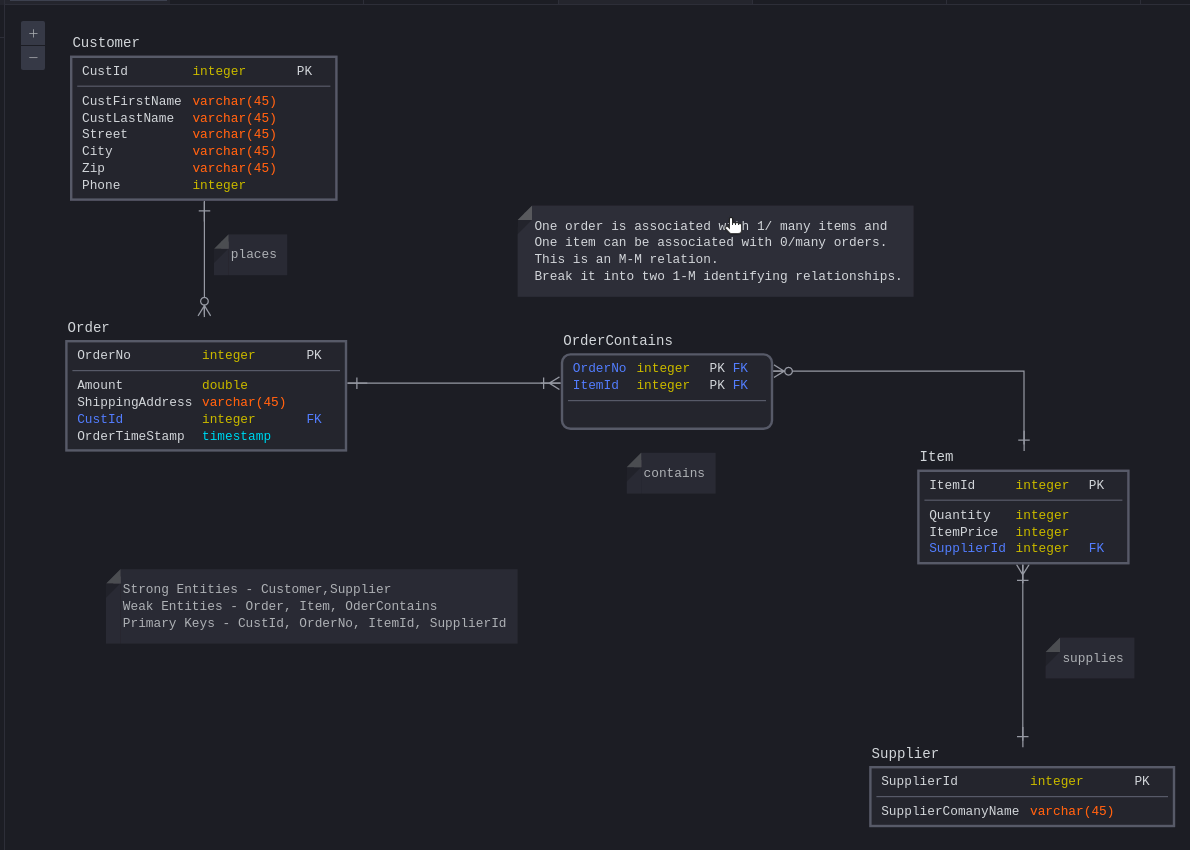 +
−
Customer
CustId integer PK
CustFirstName varchar(45)
CustLastName varchar(45)
Street varchar(45)
City varchar(45)
Zip varchar(45)
Phone integer
One order is associated with 1/ many items and
One item can be associated with 0/many orders.
This is an M-M relation.
Break it into two 1-M identifying relationships.
places
Order
OrderNo integer PK
Amount double
ShippingAddress varchar(45)
CustId integer FK
OrderTimeStamp timestamp
OrderContains
OrderNo integer PK FK
ItemId integer PK FK
contains
Item
ItemId integer PK
Quantity integer
ItemPrice integer
SupplierId integer FK
Strong Entities - Customer,Supplier
Weak Entities - Order, Item, OderContains
Primary Keys - CustId, OrderNo, ItemId, SupplierId
supplies
Supplier
SupplierId integer PK
SupplierComanyName varchar(45)